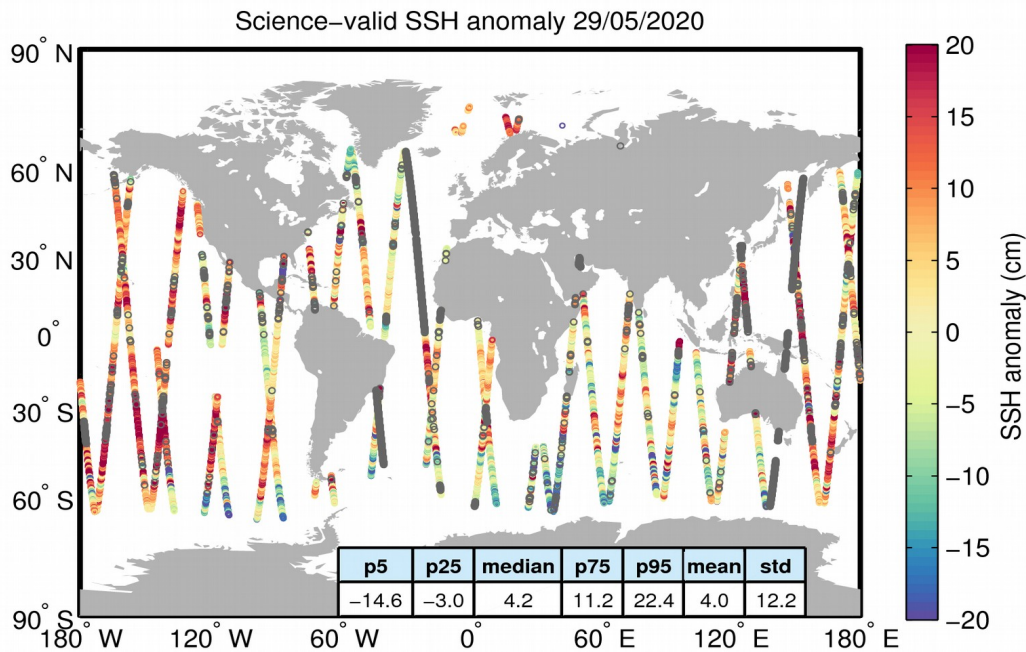 Science−valid SSH anomaly 29/05/2020
90° N
60° N
30° N
0°
30° S
60° S
90° S
180° W
120° W
60° W
0°
60° E
120° E
180° E
p5 p25 median p75 p95 mean std
−14.6 −3.0 4.2 11.2 22.4 4.0 12.2
20
15
10
5
0
−5
−10
−15
−20
SSH anomaly (cm)